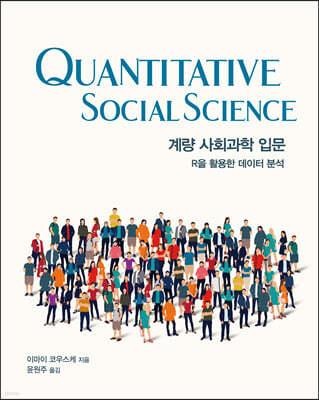 QUANTITATIVE
SOCIAL SCIENCE
계량 사회과학 입문
R을 활용한 데이터 분석
이마이 코우스케 지음
윤원주 옮김